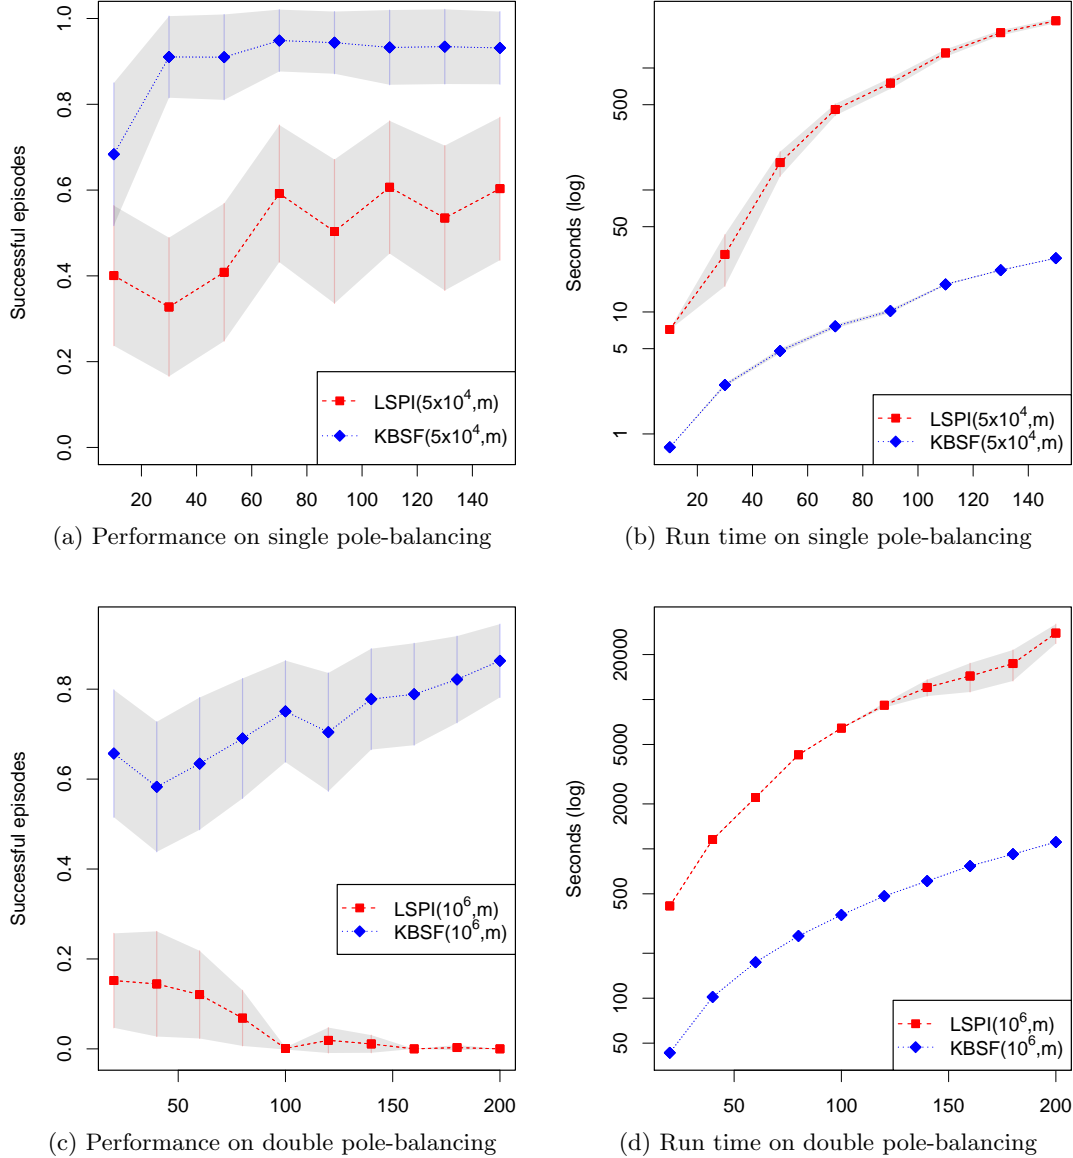 Successful episodes
0.0 0.2 0.4 0.6 0.8 1.0
LSPI(5x10⁴,m)
KBSF(5x10⁴,m)
20 40 60 80 100 120 140
(a) Performance on single pole-balancing
Seconds (log)
1 5 10 50 500
LSPI(5x10⁴,m)
KBSF(5x10⁴,m)
20 40 60 80 100 120 140
(b) Run time on single pole-balancing
Successful episodes
0.0 0.2 0.4 0.6 0.8
LSPI(10⁶,m)
KBSF(10⁶,m)
50 100 150 200
(c) Performance on double pole-balancing
Seconds (log)
50 100 500 2000 5000 20000
LSPI(10⁶,m)
KBSF(10⁶,m)
50 100 150 200
(d) Run time on double pole-balancing